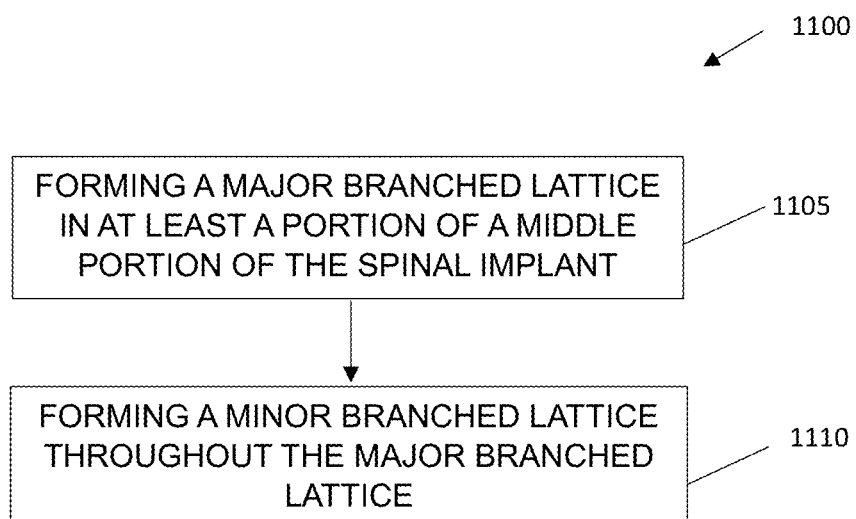 1100
FORMING A MAJOR BRANCHED LATTICE
IN AT LEAST A PORTION OF A MIDDLE
PORTION OF THE SPINAL IMPLANT
1105
FORMING A MINOR BRANCHED LATTICE
THROUGHOUT THE MAJOR BRANCHED
LATTICE
1110